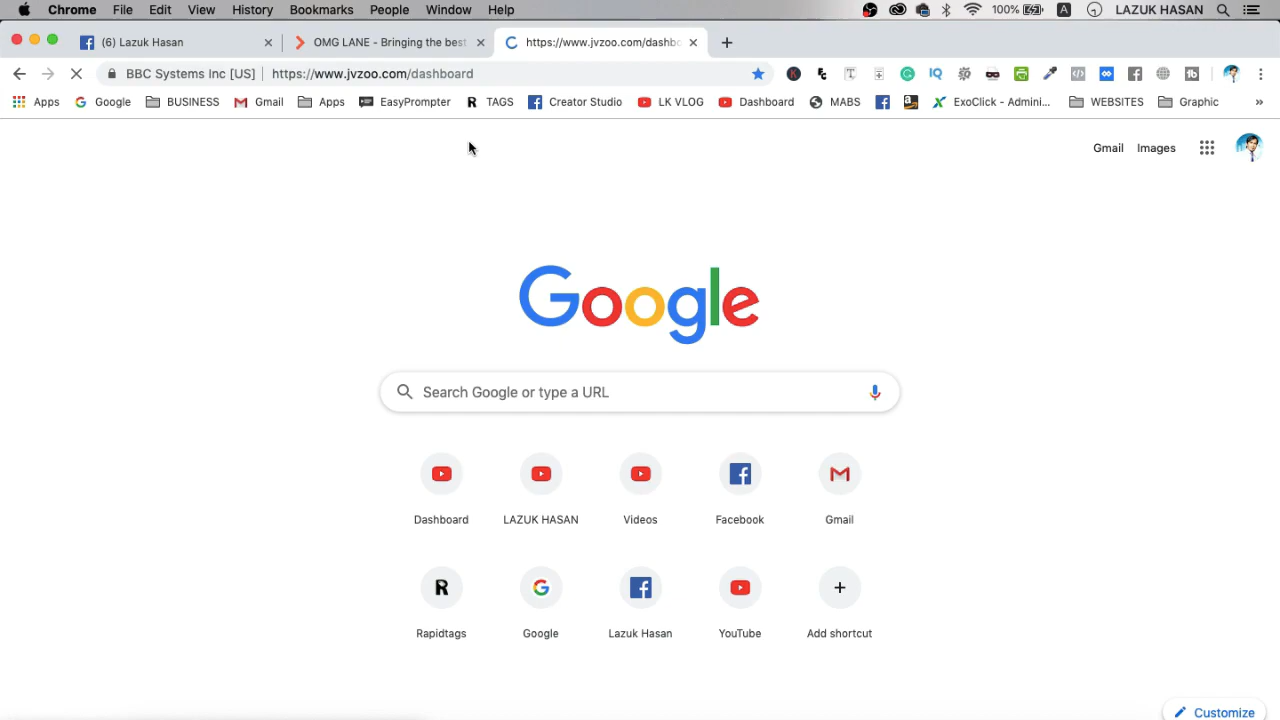 Chrome File Edit View History Bookmarks People Window Help 100% A LAZUK HASAN
(6) Lazuk Hasan OMG LANE - Bringing the best https://www.jvzoo.com/dashbo
BBC Systems Inc [US] https://www.jvzoo.com/dashboard K T IQ
Apps Google BUSINESS Gmail Apps EasyPrompter R TAGS Creator Studio LK VLOG Dashboard MABS a ExoClick - Admini... WEBSITES Graphic »
Gmail Images
Google
Search Google or type a URL
Dashboard LAZUK HASAN Videos Facebook Gmail
R
Rapidtags Google Lazuk Hasan YouTube Add shortcut
Customize